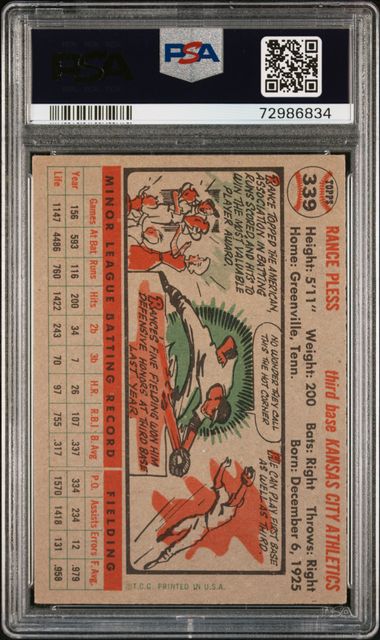 PSA
PSA
72986834
TOPPS
339
RANCE PLESS third base KANSAS CITY ATHLETICS
Height: 5'11" Weight: 200 Bats: Right Throws: Right
Home: Greenville, Tenn. Born: December 6, 1925
RANCE TOPPED THE AMERICAN
ASSOCIATION IN BATTING,
RUNS SCORED AND HITS TO
WIN THE MOST VALUABLE
PLAYER AWARD.
NO WONDER THEY CALL
THIS THE HOT CORNER!
RANCE'S FINE FIELDING WON HIM
DEFENSIVE HONORS AT THIRD BASE
LAST YEAR.
HE CAN PLAY FIRST BASE
AS WELL AS THIRD.
MINOR LEAGUE BATTING RECORD FIELDING
Year Games At Bat Runs Hits 2b 3b H.R. R.B.I. B.Avg P.O. Assists Errors F.Avg.
Year 156 593 116 200 34 7 26 107 .337 334 234 12 .979
Life 1147 4486 760 1422 243 70 97 755 .317 1570 1418 131 .958
©T.C.C. PRINTED IN U.S.A.